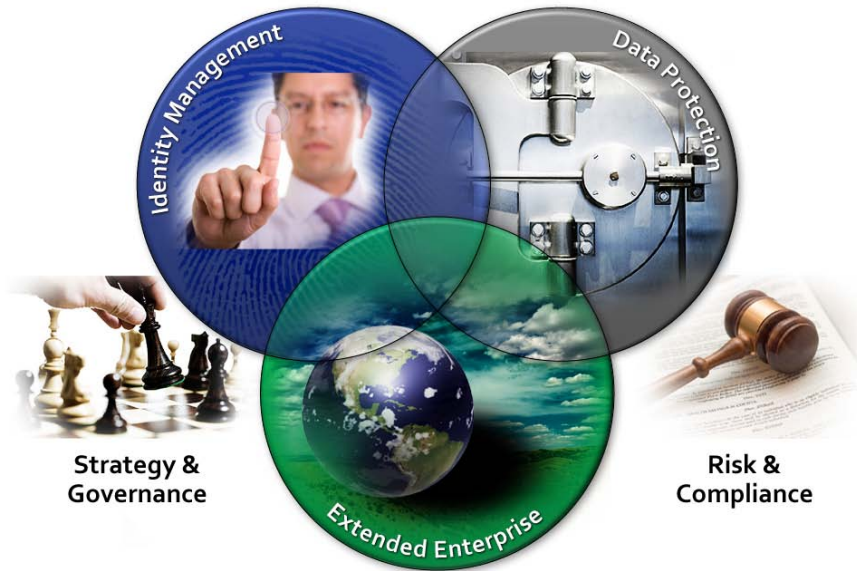 Identity Management
Data Protection
Strategy &
Governance
Risk &
Compliance
Extended Enterprise